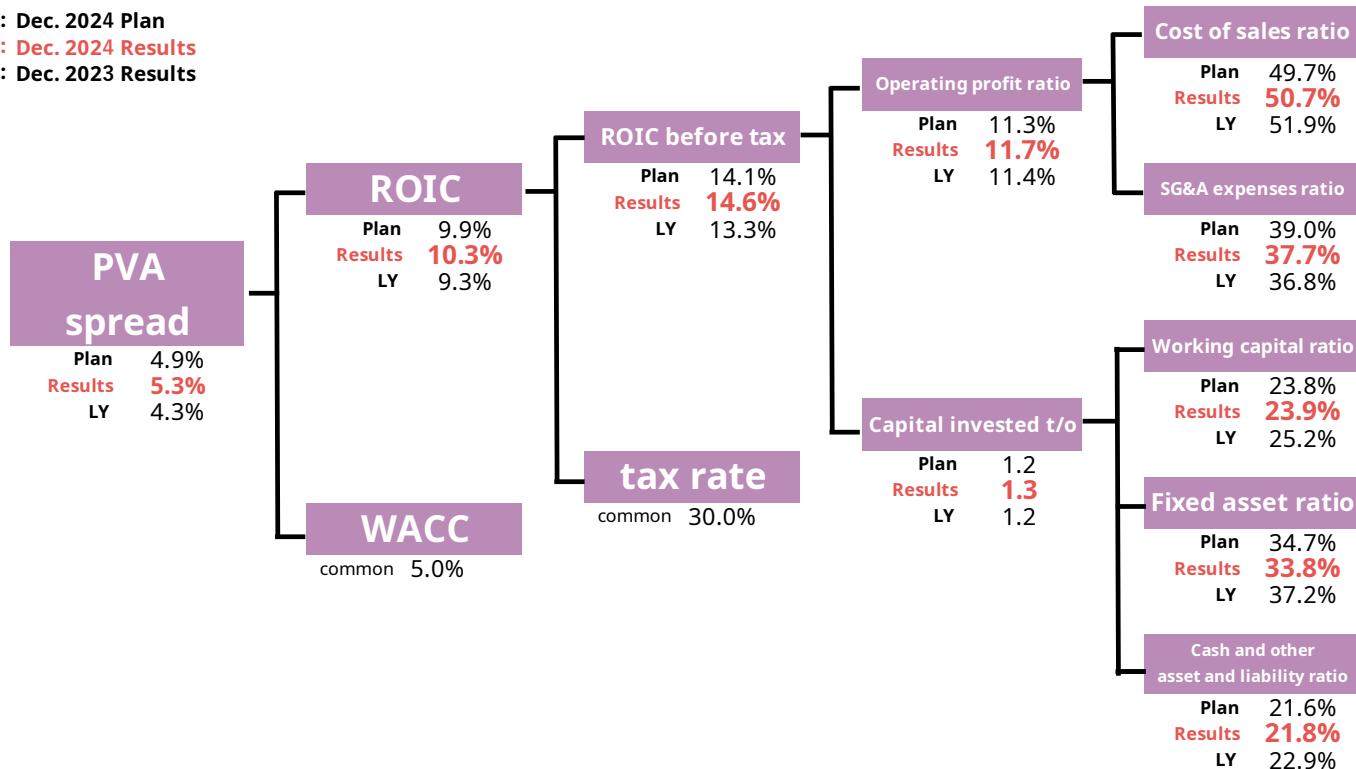 : Dec. 2024 Plan
: Dec. 2024 Results
: Dec. 2023 Results
PVA
spread
Plan 4.9%
Results 5.3%
LY 4.3%
ROIC
Plan 9.9%
Results 10.3%
LY 9.3%
WACC
common 5.0%
ROIC before tax
Plan 14.1%
Results 14.6%
LY 13.3%
tax rate
common 30.0%
Operating profit ratio
Plan 11.3%
Results 11.7%
LY 11.4%
Capital invested t/o
Plan 1.2
Results 1.3
LY 1.2
Cost of sales ratio
Plan 49.7%
Results 50.7%
LY 51.9%
SG&A expenses ratio
Plan 39.0%
Results 37.7%
LY 36.8%
Working capital ratio
Plan 23.8%
Results 23.9%
LY 25.2%
Fixed asset ratio
Plan 34.7%
Results 33.8%
LY 37.2%
Cash and other
asset and liability ratio
Plan 21.6%
Results 21.8%
LY 22.9%